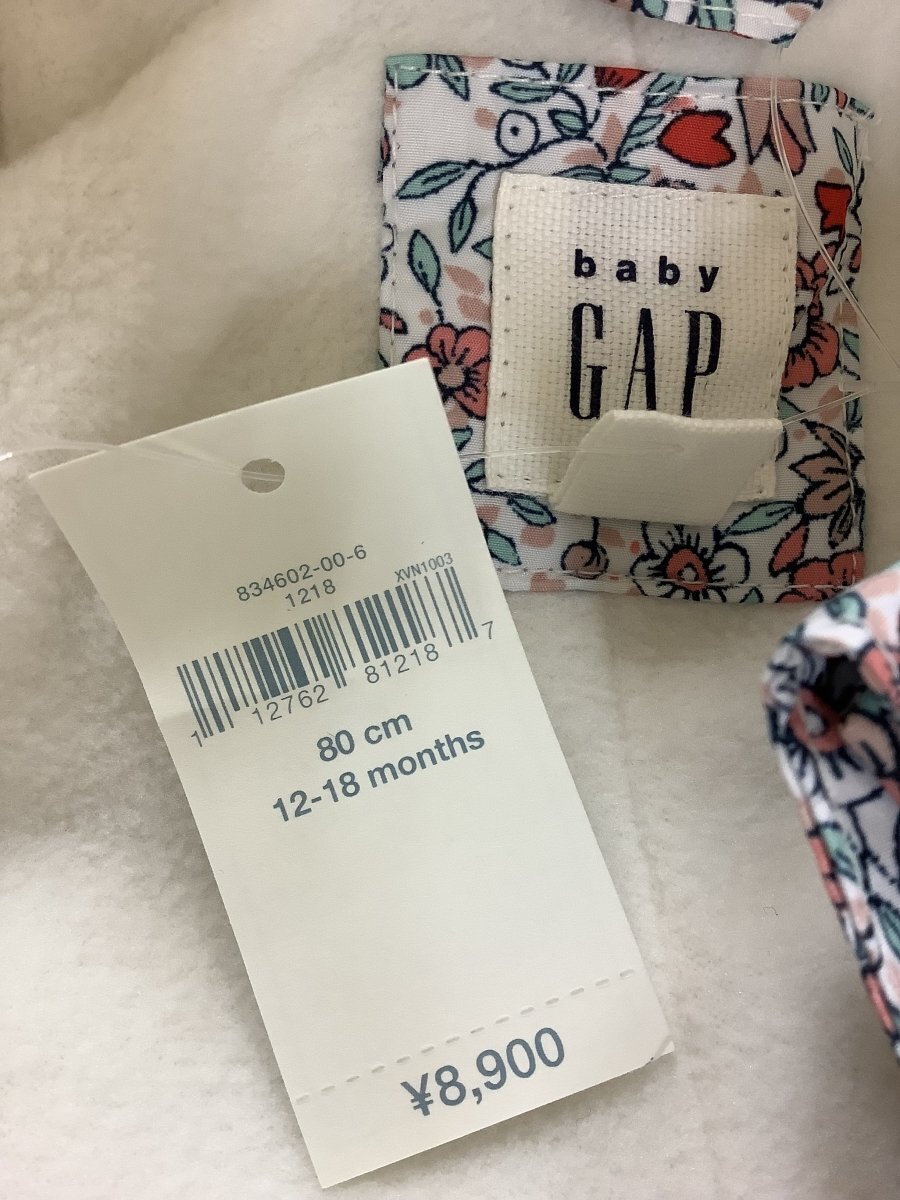 baby
GAP
834602-00-6
1218
XVN1003
1 12762 81218 7
80 cm
12-18 months
¥8,900